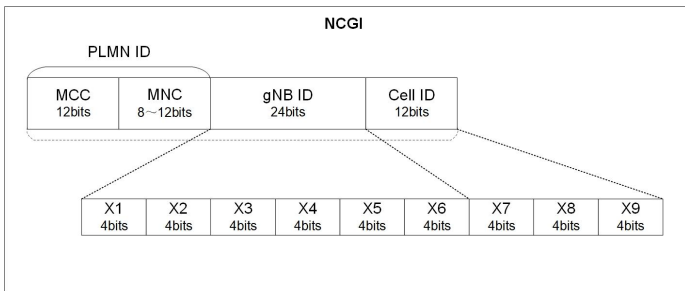 NCGI
PLMN ID
MCC MNC gNB ID Cell ID
12bits 8～12bits 24bits 12bits
X1 X2 X3 X4 X5 X6 X7 X8 X9
4bits 4bits 4bits 4bits 4bits 4bits 4bits 4bits 4bits